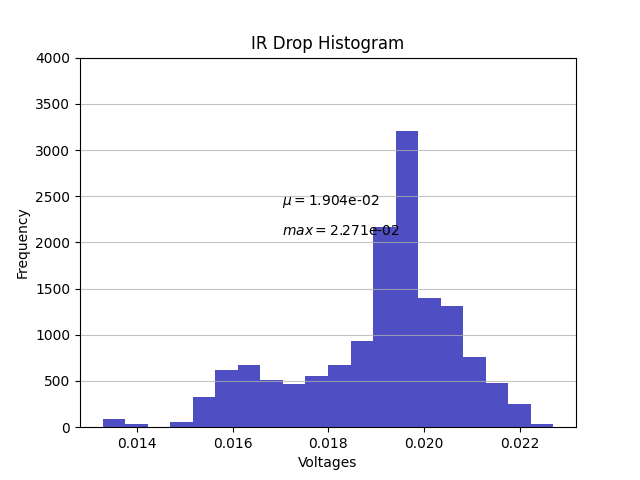 IR Drop Histogram
4000
3500
3000
2500
2000
1500
1000
500
0
Frequency
μ = 1.904e-02
max = 2.271e-02
0.014 0.016 0.018 0.020 0.022
Voltages